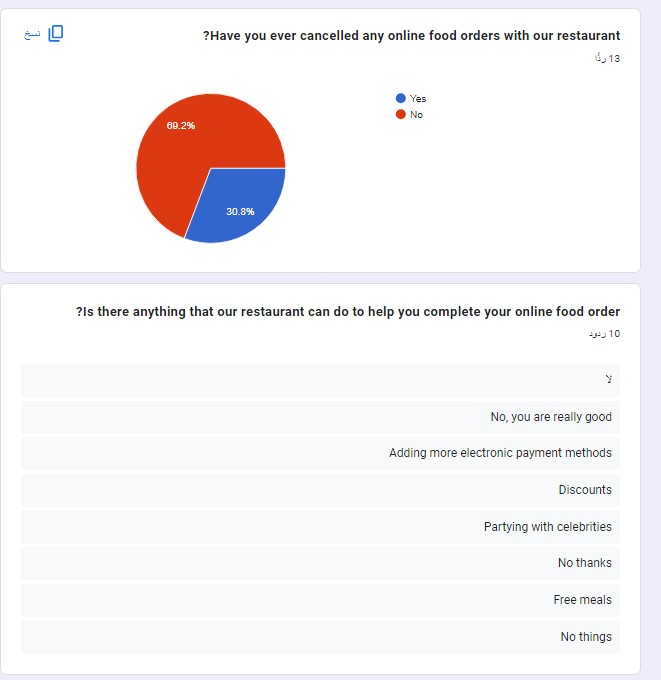 ?Have you ever cancelled any online food orders with our restaurant
نسخ
13 ردًّا
Yes
No
69.2%
30.8%
?Is there anything that our restaurant can do to help you complete your online food order
10 ردود
لا
No, you are really good
Adding more electronic payment methods
Discounts
Partying with celebrities
No thanks
Free meals
No things